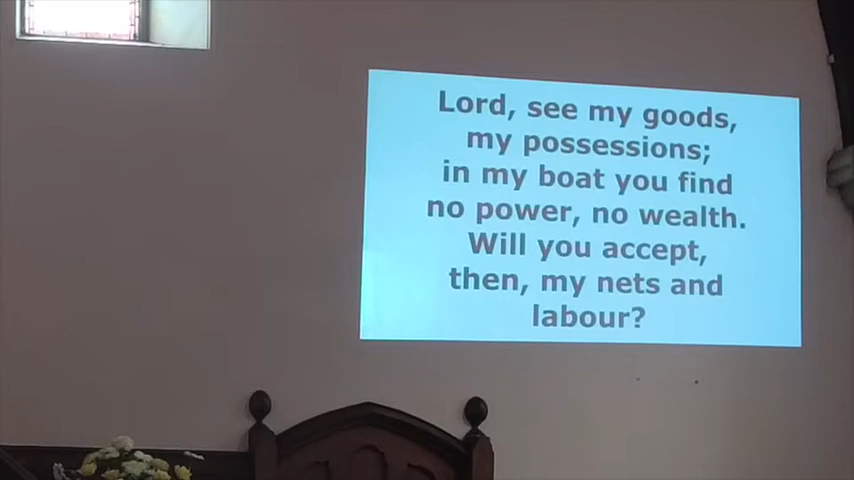 Lord, see my goods,
my possessions;
in my boat you find
no power, no wealth.
Will you accept,
then, my nets and
labour?